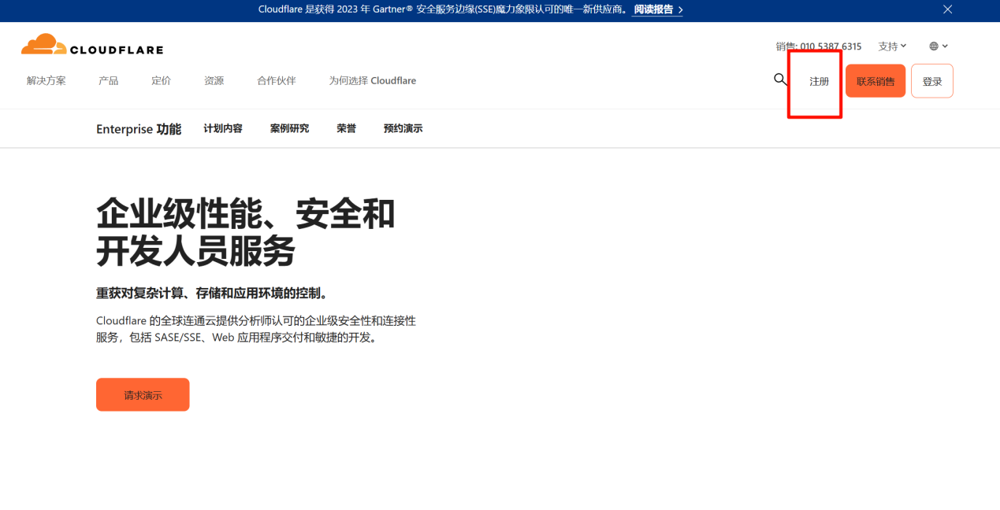 Cloudflare 是获得 2023 年 Gartner® 安全服务边缘(SSE)魔力象限认可的唯一新供应商。 阅读报告
CLOUDFLARE
销售: 010 5387 6315 支持
解决方案 产品 定价 资源 合作伙伴 为何选择 Cloudflare 注册 联系销售 登录
Enterprise 功能 计划内容 案例研究 荣誉 预约演示
企业级性能、安全和
开发人员服务
重获对复杂计算、存储和应用环境的控制。
Cloudflare 的全球连通云提供分析师认可的企业级安全性和连接性
服务，包括 SASE/SSE、Web 应用程序交付和敏捷的开发。
请求演示